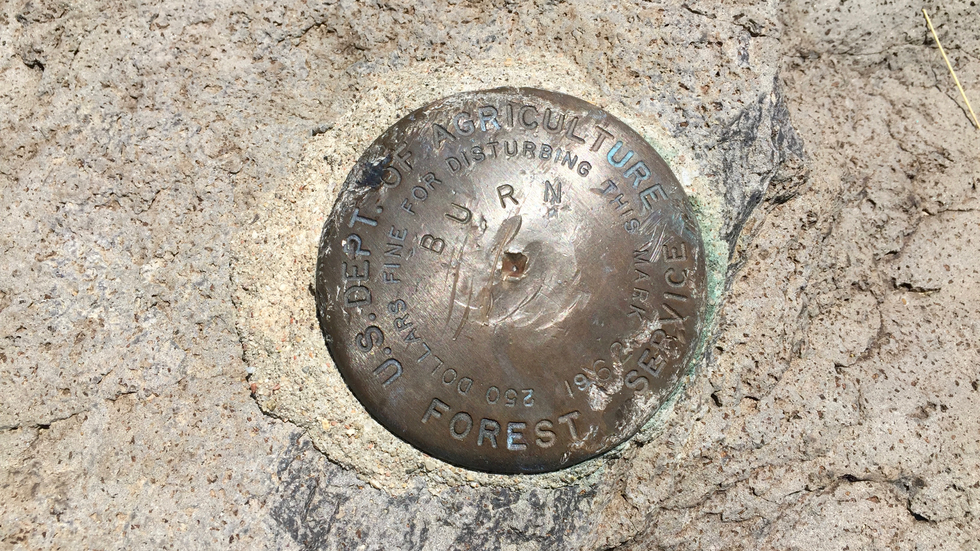 U.S. DEPT. OF AGRICULTURE
250 DOLLARS FINE FOR DISTURBING THIS MARK
BURN
FOREST SERVICE